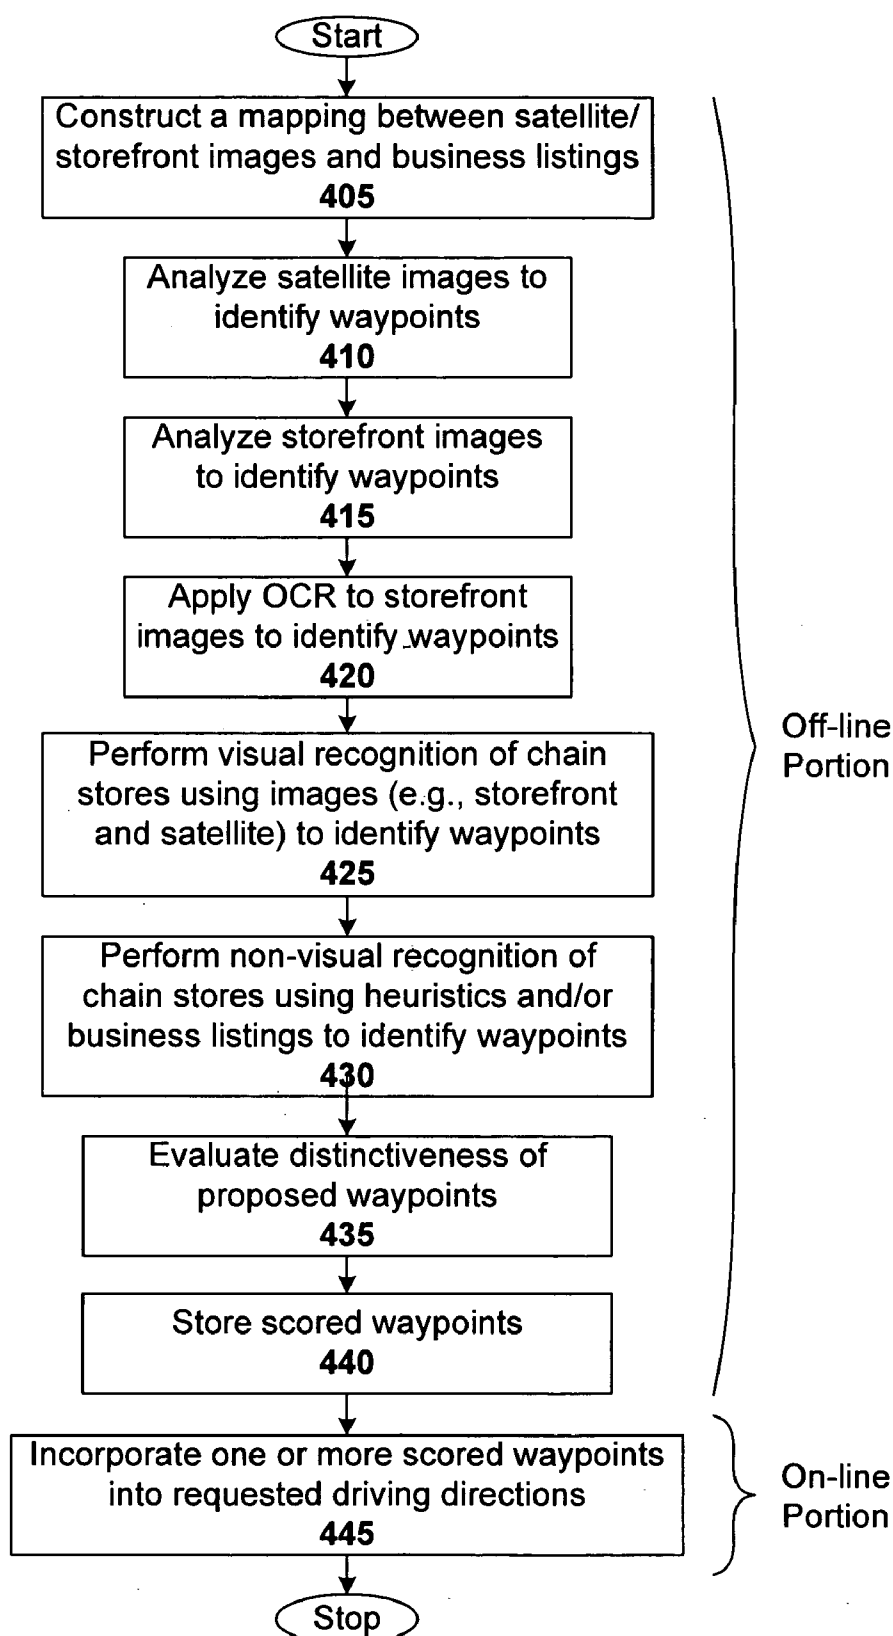 Start
Construct a mapping between satellite/
storefront images and business listings
405
Analyze satellite images to
identify waypoints
410
Analyze storefront images
to identify waypoints
415
Apply OCR to storefront
images to identify waypoints
420
Perform visual recognition of chain
stores using images (e.g., storefront
and satellite) to identify waypoints
425
Perform non-visual recognition of
chain stores using heuristics and/or
business listings to identify waypoints
430
Evaluate distinctiveness of
proposed waypoints
435
Store scored waypoints
440
Off-line
Portion
Incorporate one or more scored waypoints
into requested driving directions
445
On-line
Portion
Stop